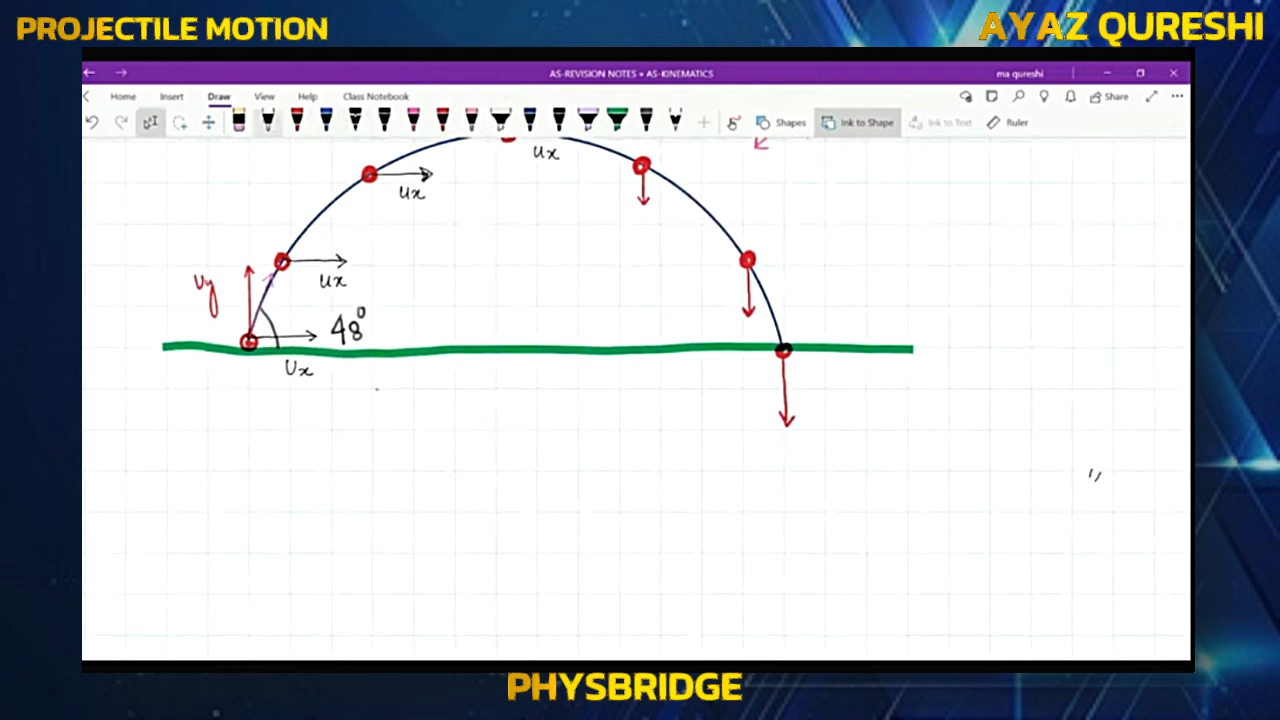 PROJECTILE MOTION
AYAZ QURESHI
AS-REVISION NOTES » AS-KINEMATICS
ma qureshi
Home Insert Draw View Help Class Notebook
Share
Shapes
Ink to Shape
Ink to Text
Ruler
ux
ux
uy
ux
48°
Ux
PHYSBRIDGE